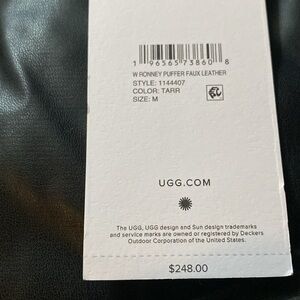 1 96565 73860 8
W RONNEY PUFFER FAUX LEATHER
STYLE: 1144407
COLOR: TARR
SIZE: M
UGG.COM
The UGG, UGG design and Sun design trademarks
and service marks are owned or registered by Deckers
Outdoor Corporation of the United States.
$248.00